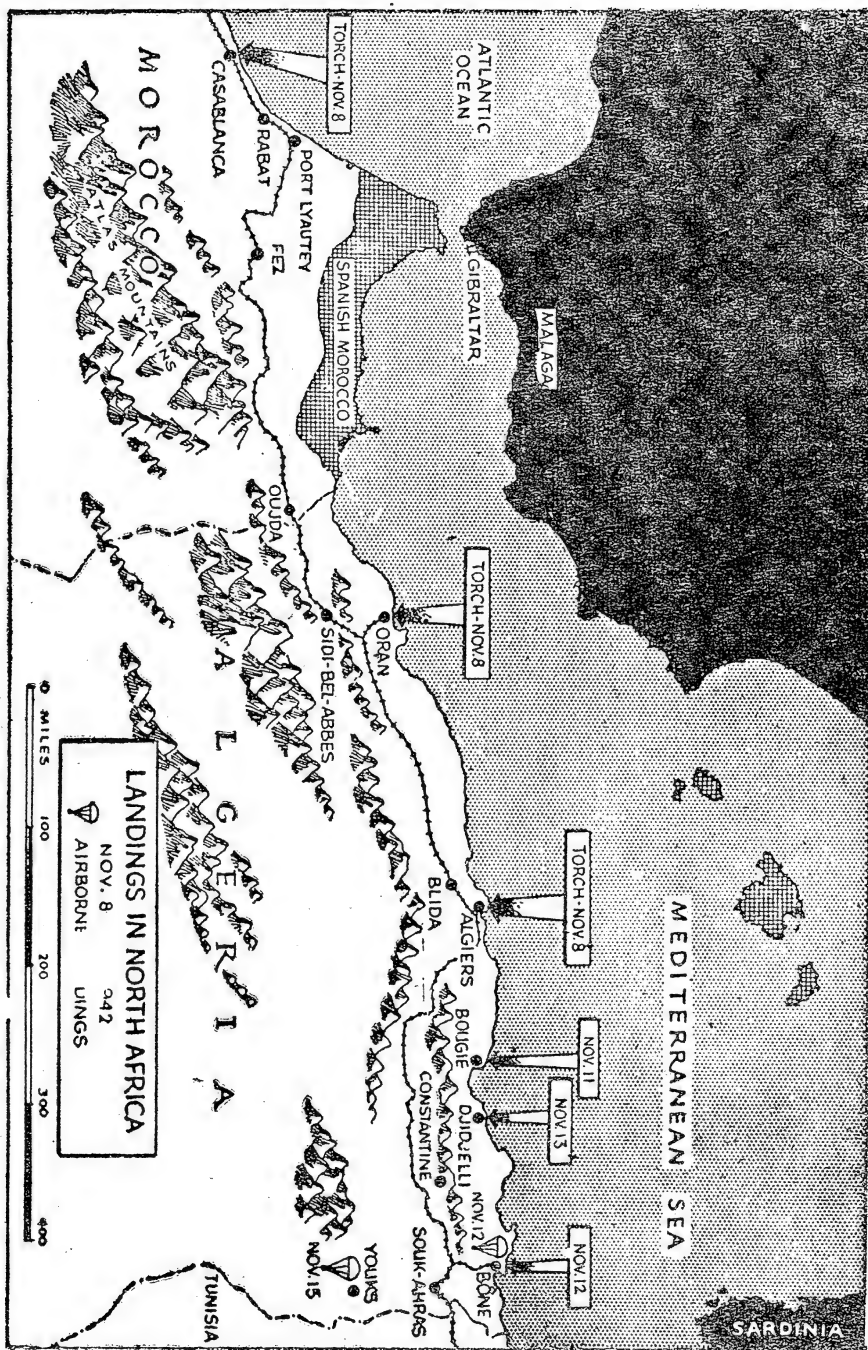 TORCH-NOV. 8
ATLANTIC
OCEAN
MOROCCO
CASABLANCA
RABAT
PORT LYAUTEY
FEZ
ATLAS
MOUNTAINS
SPANISH MOROCCO
GIBRALTAR
MALAGA
OUJDA
TORCH-NOV.8
ORAN
SIDI-BEL-ABBES
ALGERIA
TORCH-NOV.8
ALGIERS
BLIDA
MEDITERRANEAN SEA
NOV.11
BOUGIE
NOV.13
DJIDJELLI
CONSTANTINE
NOV.12
NOV.12
BÔNE
SOUK-AHRAS
YOUKS
NOV.15
TUNISIA
SARDINIA
LANDINGS IN NORTH AFRICA
NOV. 8 942
AIRBORNE DINGS
0 MILES 100 200 300 400